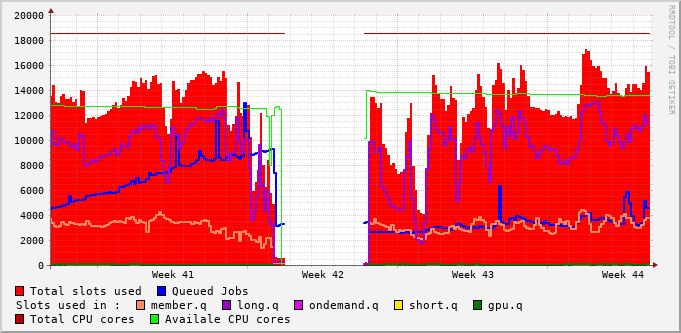 20000
18000
16000
14000
12000
10000
8000
6000
4000
2000
0
Week 41 Week 42 Week 43 Week 44
Total slots used Queued Jobs
Slots used in : member.q long.q ondemand.q short.q gpu.q
Total CPU cores Availale CPU cores
RRDTOOL / TOBI OETIKER